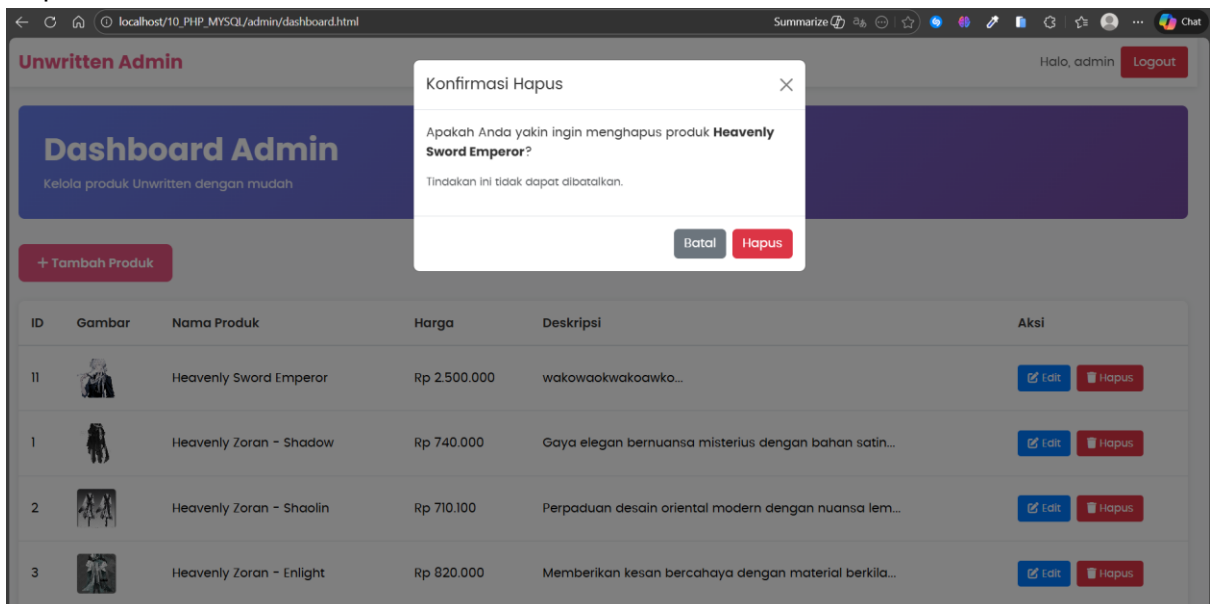 localhost/10_PHP_MYSQL/admin/dashboard.html
Summarize
Chat
Unwritten Admin
Halo, admin
Logout
Konfirmasi Hapus
Apakah Anda yakin ingin menghapus produk Heavenly
Sword Emperor?
Tindakan ini tidak dapat dibatalkan.
Batal
Hapus
Dashboard Admin
Kelola produk Unwritten dengan mudah
+ Tambah Produk
ID Gambar Nama Produk Harga Deskripsi Aksi
11 Heavenly Sword Emperor Rp 2.500.000 wakowaokwakoawko... Edit Hapus
1 Heavenly Zoran - Shadow Rp 740.000 Gaya elegan bernuansa misterius dengan bahan satin... Edit Hapus
2 Heavenly Zoran - Shaolin Rp 710.100 Perpaduan desain oriental modern dengan nuansa lem... Edit Hapus
3 Heavenly Zoran - Enlight Rp 820.000 Memberikan kesan bercahaya dengan material berkila... Edit Hapus